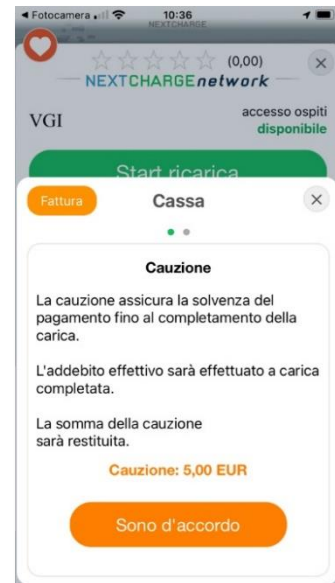 ◀ Fotocamera 10:36
NEXTCHARGE
(0,00)
NEXTCHARGEnetwork
VGI accesso ospiti
disponibile
Start ricarica
Fattura Cassa
Cauzione
La cauzione assicura la solvenza del
pagamento fino al completamento della
carica.
L'addebito effettivo sarà effettuato a carica
completata.
La somma della cauzione
sarà restituita.
Cauzione: 5,00 EUR
Sono d'accordo